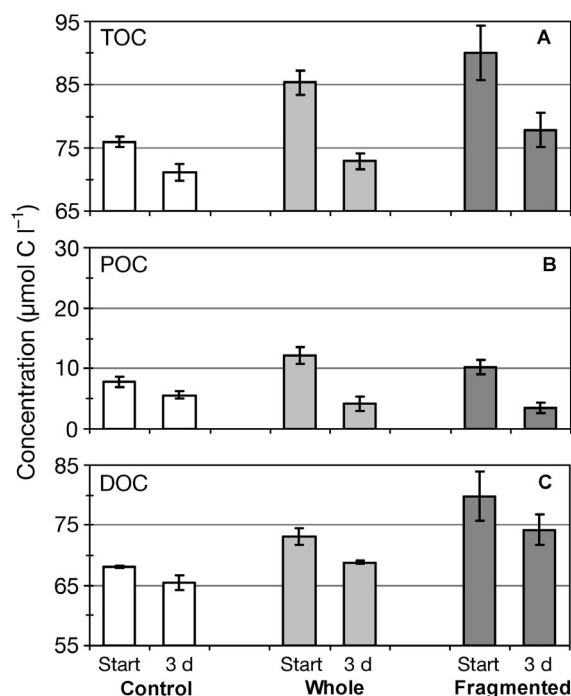 Concentration (µmol C l⁻¹)
TOC A
95
85
75
65
POC B
30
20
10
0
DOC C
85
75
65
55
Start 3 d Start 3 d Start 3 d
Control Whole Fragmented